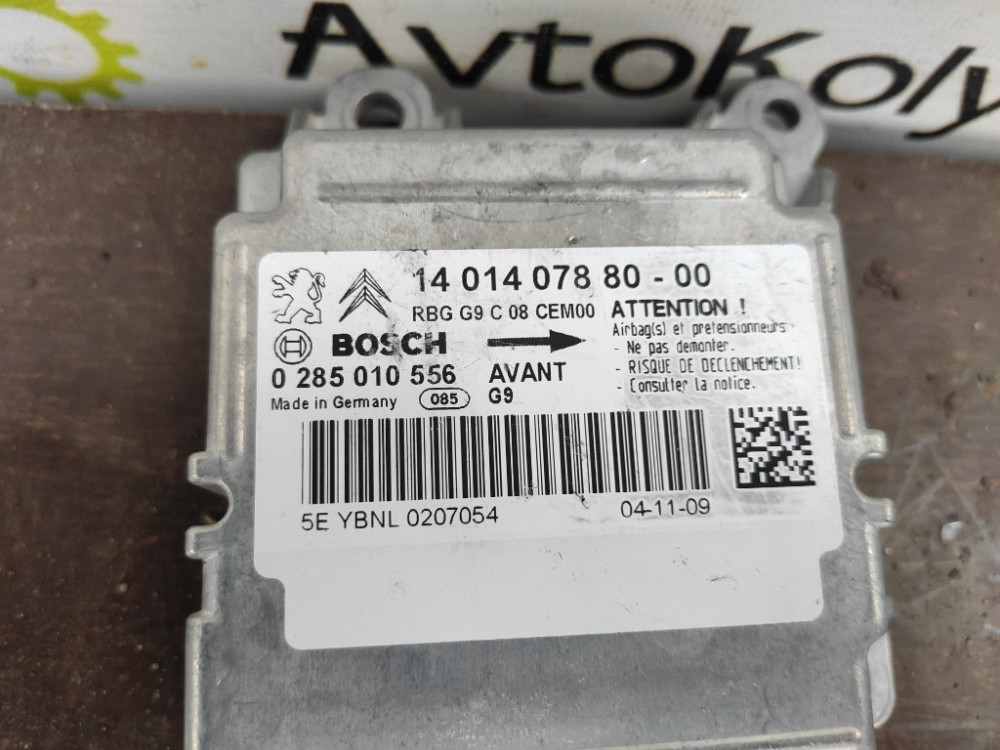 AvtoKoly
14 014 078 80 - 00
RBG G9 C 08 CEM00
ATTENTION !
Airbag(s) et pretensionneurs
- Ne pas demonter.
- RISQUE DE DECLENCHEMENT!
- Consulter la notice.
BOSCH
0 285 010 556
AVANT
Made in Germany
085
G9
5E YBNL 0207054
04-11-09